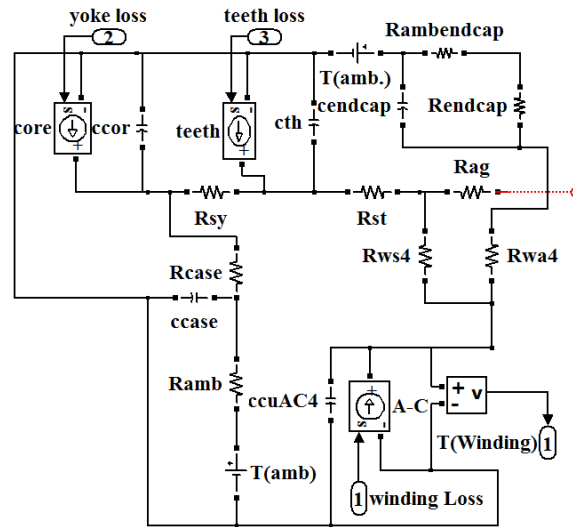 yoke loss
teeth loss
2
3
Rambendcap
T(amb.)
s
-
+
core
ccor
s
-
+
teeth
cth
cendcap
Rendcap
Rag
Rsy
Rst
Rcase
Rws4
Rwa4
ccase
Ramb
ccuAC4
+
s
-
A-C
+
-
v
T(amb)
T(Winding)
1
1
winding Loss